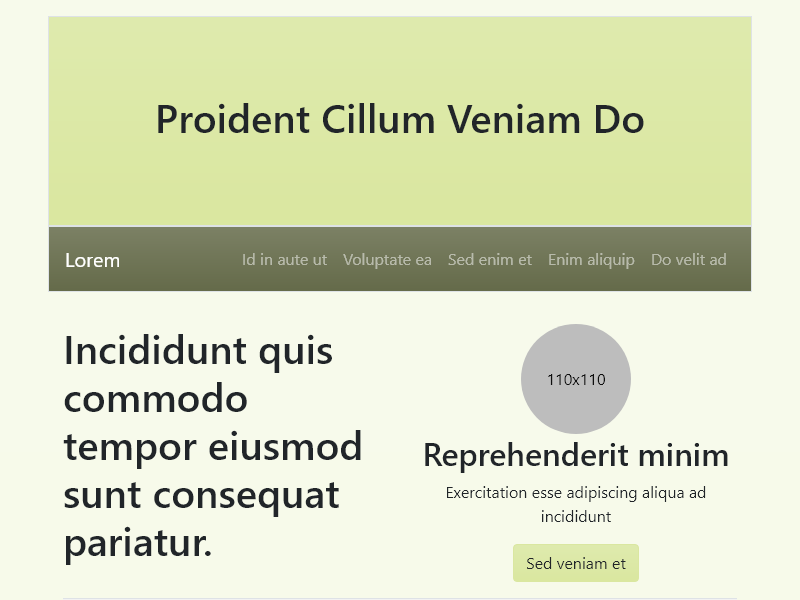 Proident Cillum Veniam Do
Lorem
Id in aute ut
Voluptate ea
Sed enim et
Enim aliquip
Do velit ad
Incididunt quis
commodo
tempor eiusmod
sunt consequat
pariatur.
110x110
Reprehenderit minim
Exercitation esse adipiscing aliqua ad
incididunt
Sed veniam et